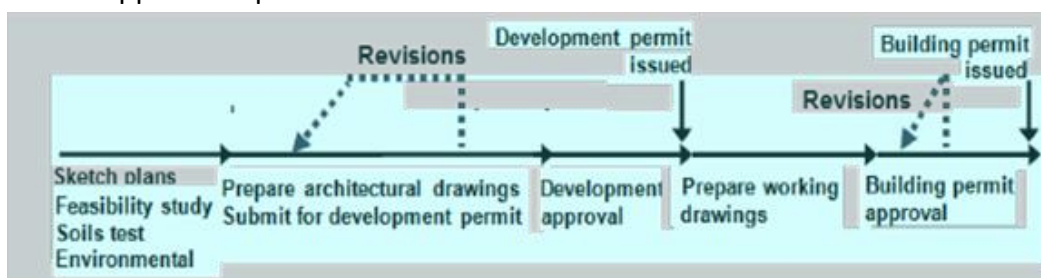 Development permit
issued
Revisions
Building permit
issued
Revisions
Sketch plans
Feasibility study
Soils test
Environmental
Prepare architectural drawings
Submit for development permit
Development
approval
Prepare working
drawings
Building permit
approval